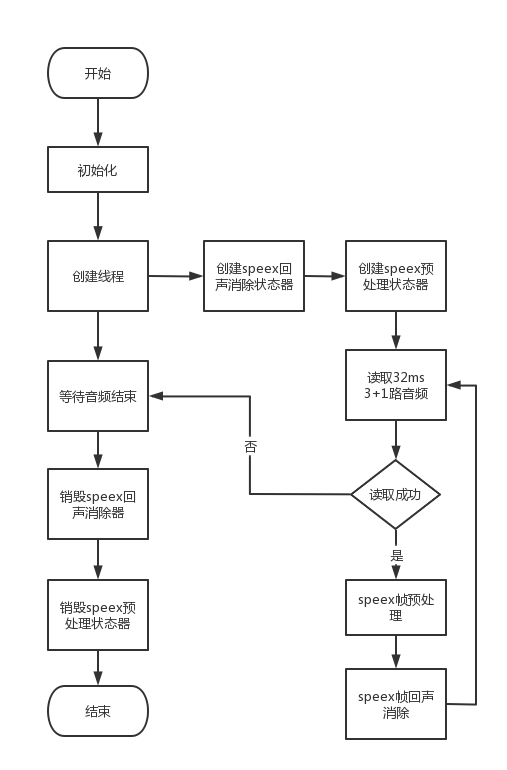 开始
初始化
创建线程
创建speex回
声消除状态器
创建speex预
处理状态器
等待音频结束
读取32ms
3+1路音频
否
读取成功
销毁speex回
声消除器
是
销毁speex预
处理状态器
speex帧预处
理
结束
speex帧回声
消除